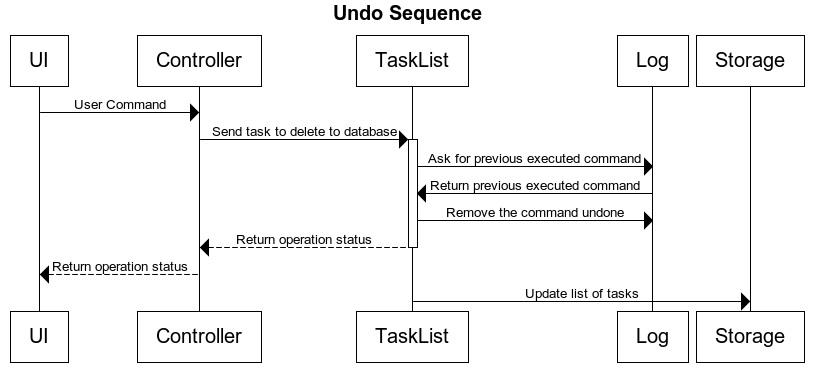 Undo Sequence
UI Controller TaskList Log Storage
User Command
Send task to delete to database
Ask for previous executed command
Return previous executed command
Remove the command undone
Return operation status
Return operation status
Update list of tasks
UI Controller TaskList Log Storage